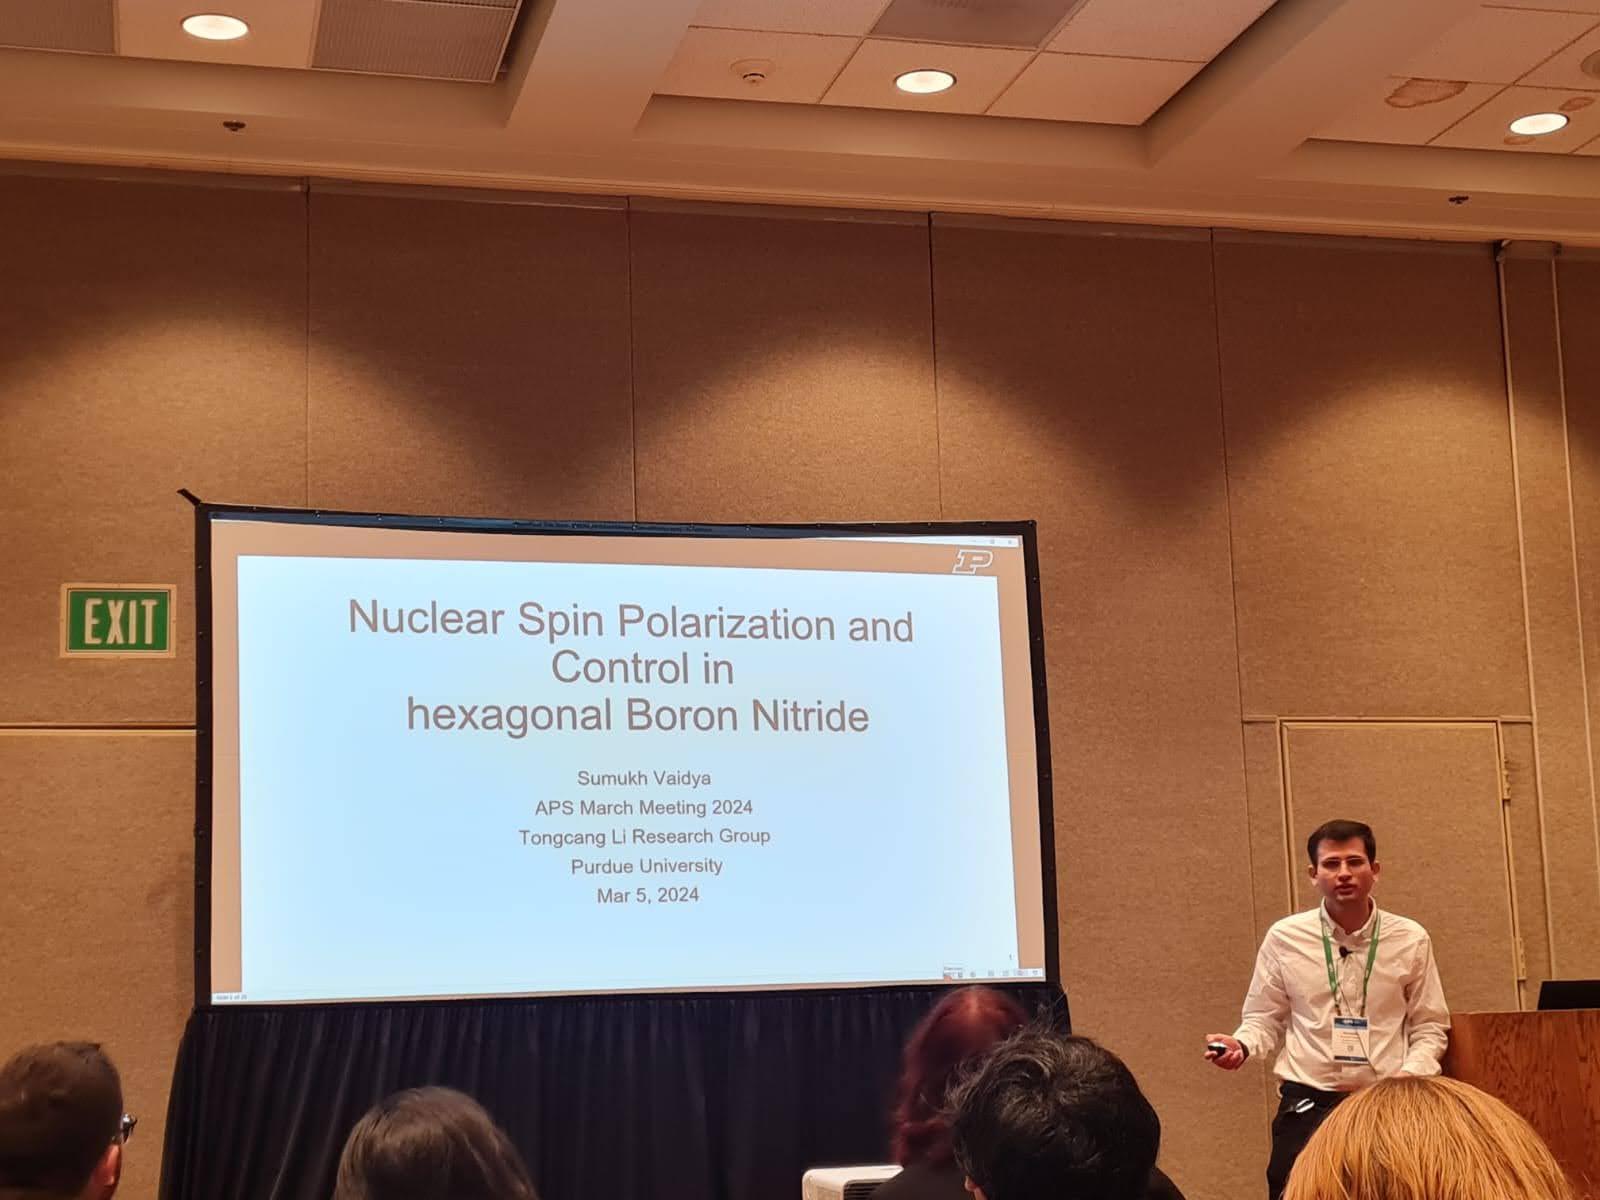 P
EXIT
Nuclear Spin Polarization and
Control in
hexagonal Boron Nitride
Sumukh Vaidya
APS March Meeting 2024
Tongcang Li Research Group
Purdue University
Mar 5, 2024
1